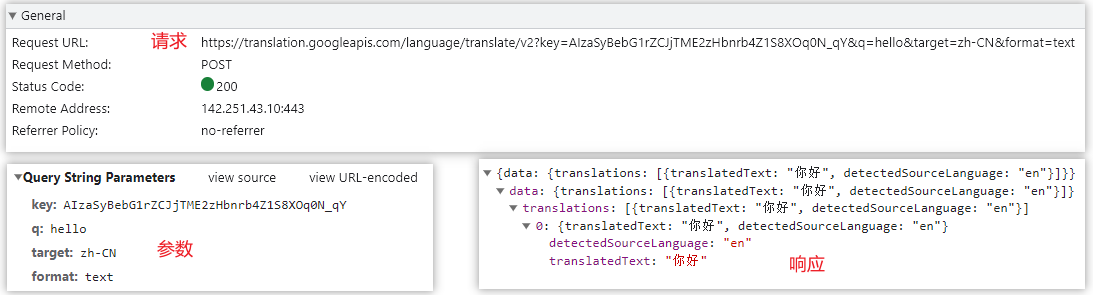 General
Request URL: 请求 https://translation.googleapis.com/language/translate/v2?key=AIzaSyBebG1rZCJjTME2zHbnrb4Z1S8XOq0N_qY&q=hello&target=zh-CN&format=text
Request Method: POST
Status Code: 200
Remote Address: 142.251.43.10:443
Referrer Policy: no-referrer
Query String Parameters view source view URL-encoded
key: AIzaSyBebG1rZCJjTME2zHbnrb4Z1S8XOq0N_qY
q: hello
target: zh-CN 参数
format: text
{data: {translations: [{translatedText: "你好", detectedSourceLanguage: "en"}]}}
data: {translations: [{translatedText: "你好", detectedSourceLanguage: "en"}]}
translations: [{translatedText: "你好", detectedSourceLanguage: "en"}]
0: {translatedText: "你好", detectedSourceLanguage: "en"}
detectedSourceLanguage: "en"
translatedText: "你好" 响应